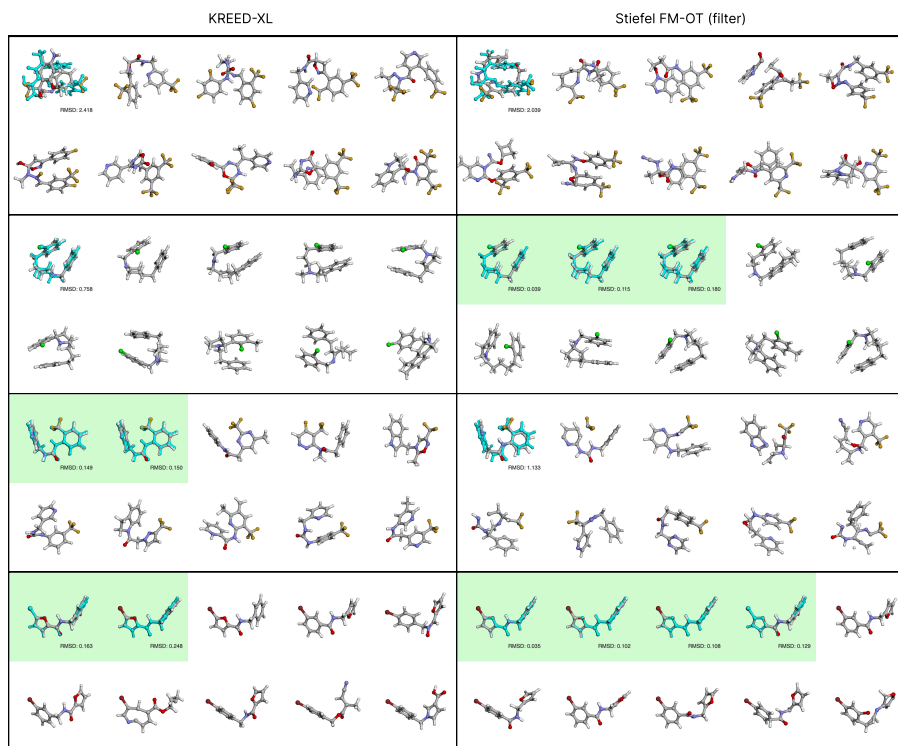 KREED-XL
Stiefel FM-OT (filter)
RMSD: 2.418
RMSD: 2.039
RMSD: 0.758
RMSD: 0.039
RMSD: 0.115
RMSD: 0.180
RMSD: 0.149
RMSD: 0.150
RMSD: 1.133
RMSD: 0.163
RMSD: 0.248
RMSD: 0.035
RMSD: 0.102
RMSD: 0.108
RMSD: 0.129